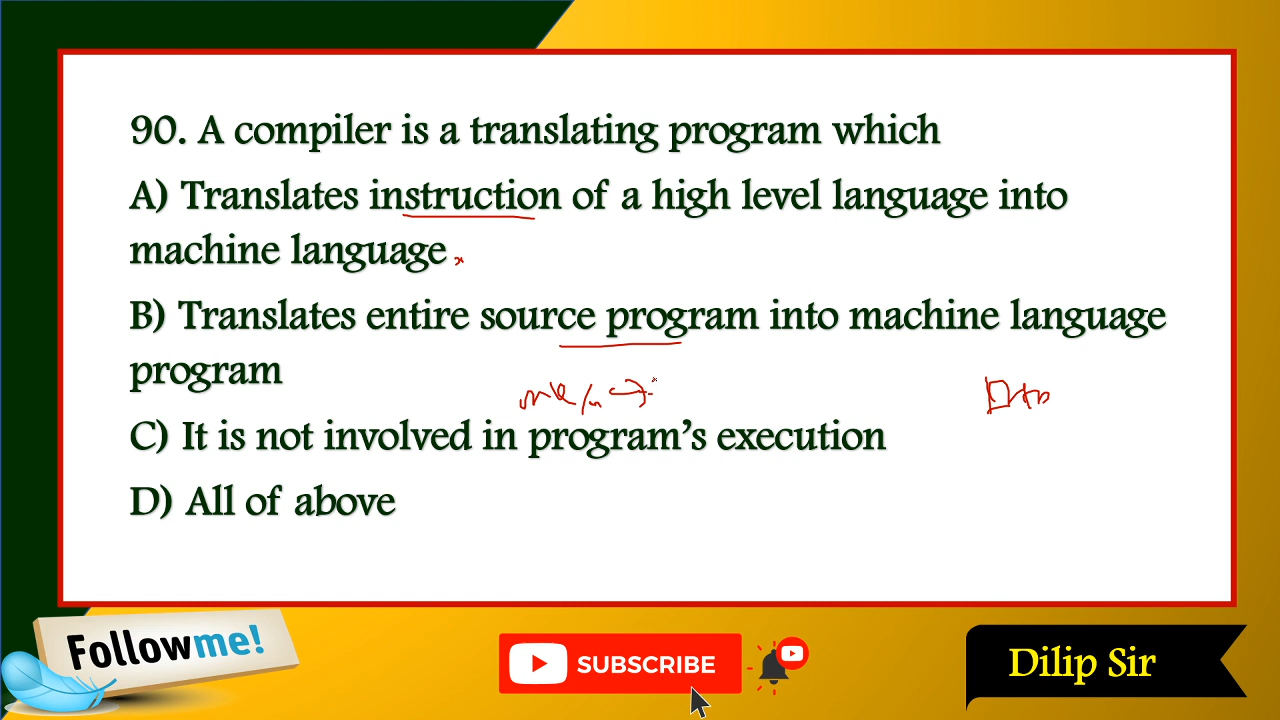 90. A compiler is a translating program which
A) Translates instruction of a high level language into
machine language
B) Translates entire source program into machine language
program
C) It is not involved in program's execution
D) All of above
Follow me!
SUBSCRIBE
Dilip Sir